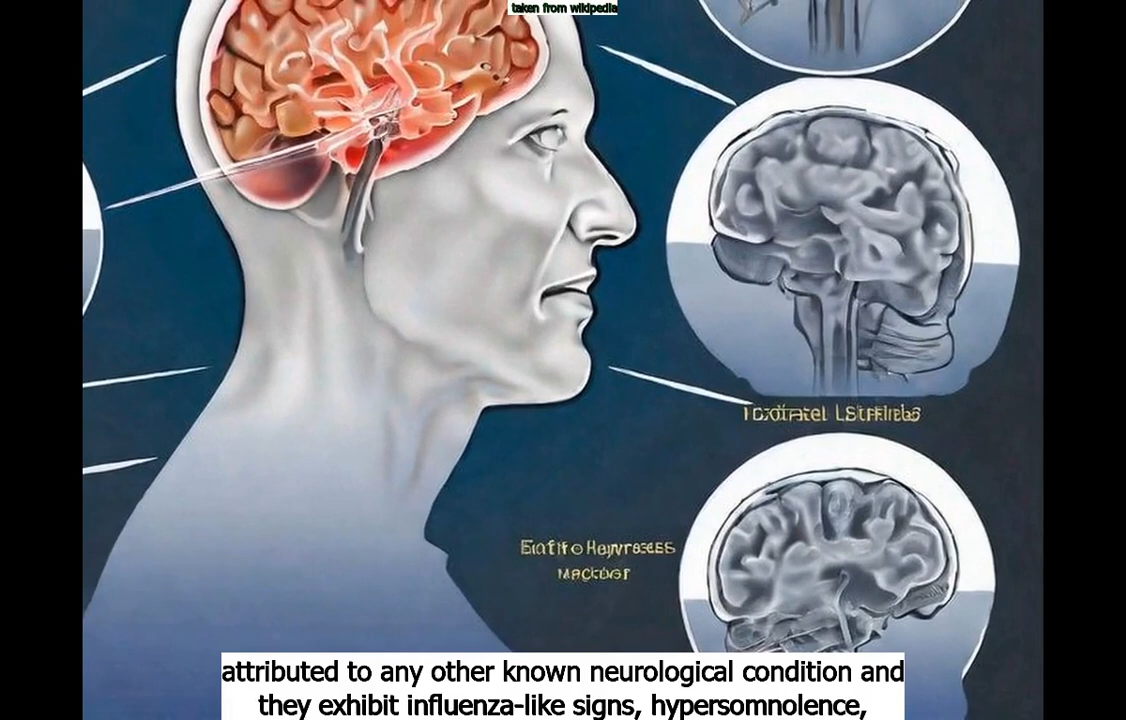 taken from wikipedia
attributed to any other known neurological condition and
they exhibit influenza-like signs, hypersomnolence,